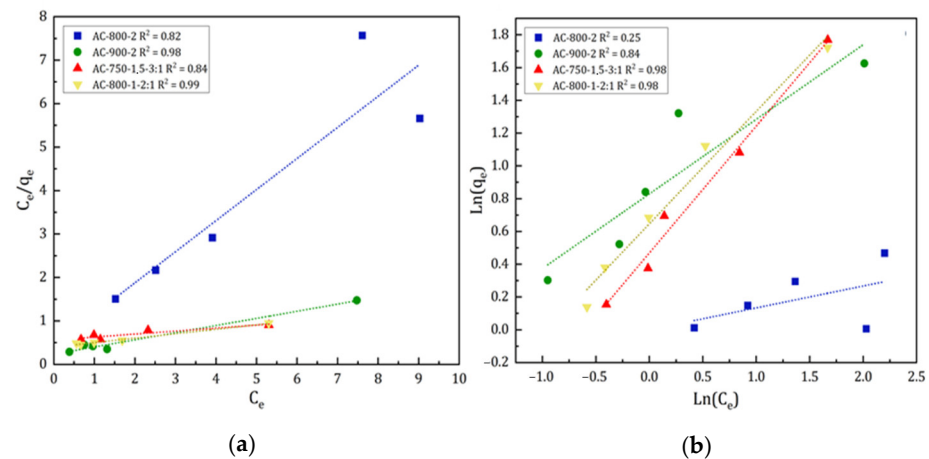 8
7
6
5
4
3
2
1
0
C_e/q_e
AC-800-2 R² = 0.82
AC-900-2 R² = 0.98
AC-750-1,5-3:1 R² = 0.84
AC-800-1-2:1 R² = 0.99
0 1 2 3 4 5 6 7 8 9 10
C_e
(a)
1.8
1.6
1.4
1.2
1.0
0.8
0.6
0.4
0.2
0.0
−0.2
Ln(q_e)
AC-800-2 R² = 0.25
AC-900-2 R² = 0.84
AC-750-1,5-3:1 R² = 0.98
AC-800-1-2:1 R² = 0.98
−1.0 −0.5 0.0 0.5 1.0 1.5 2.0 2.5
Ln(C_e)
(b)